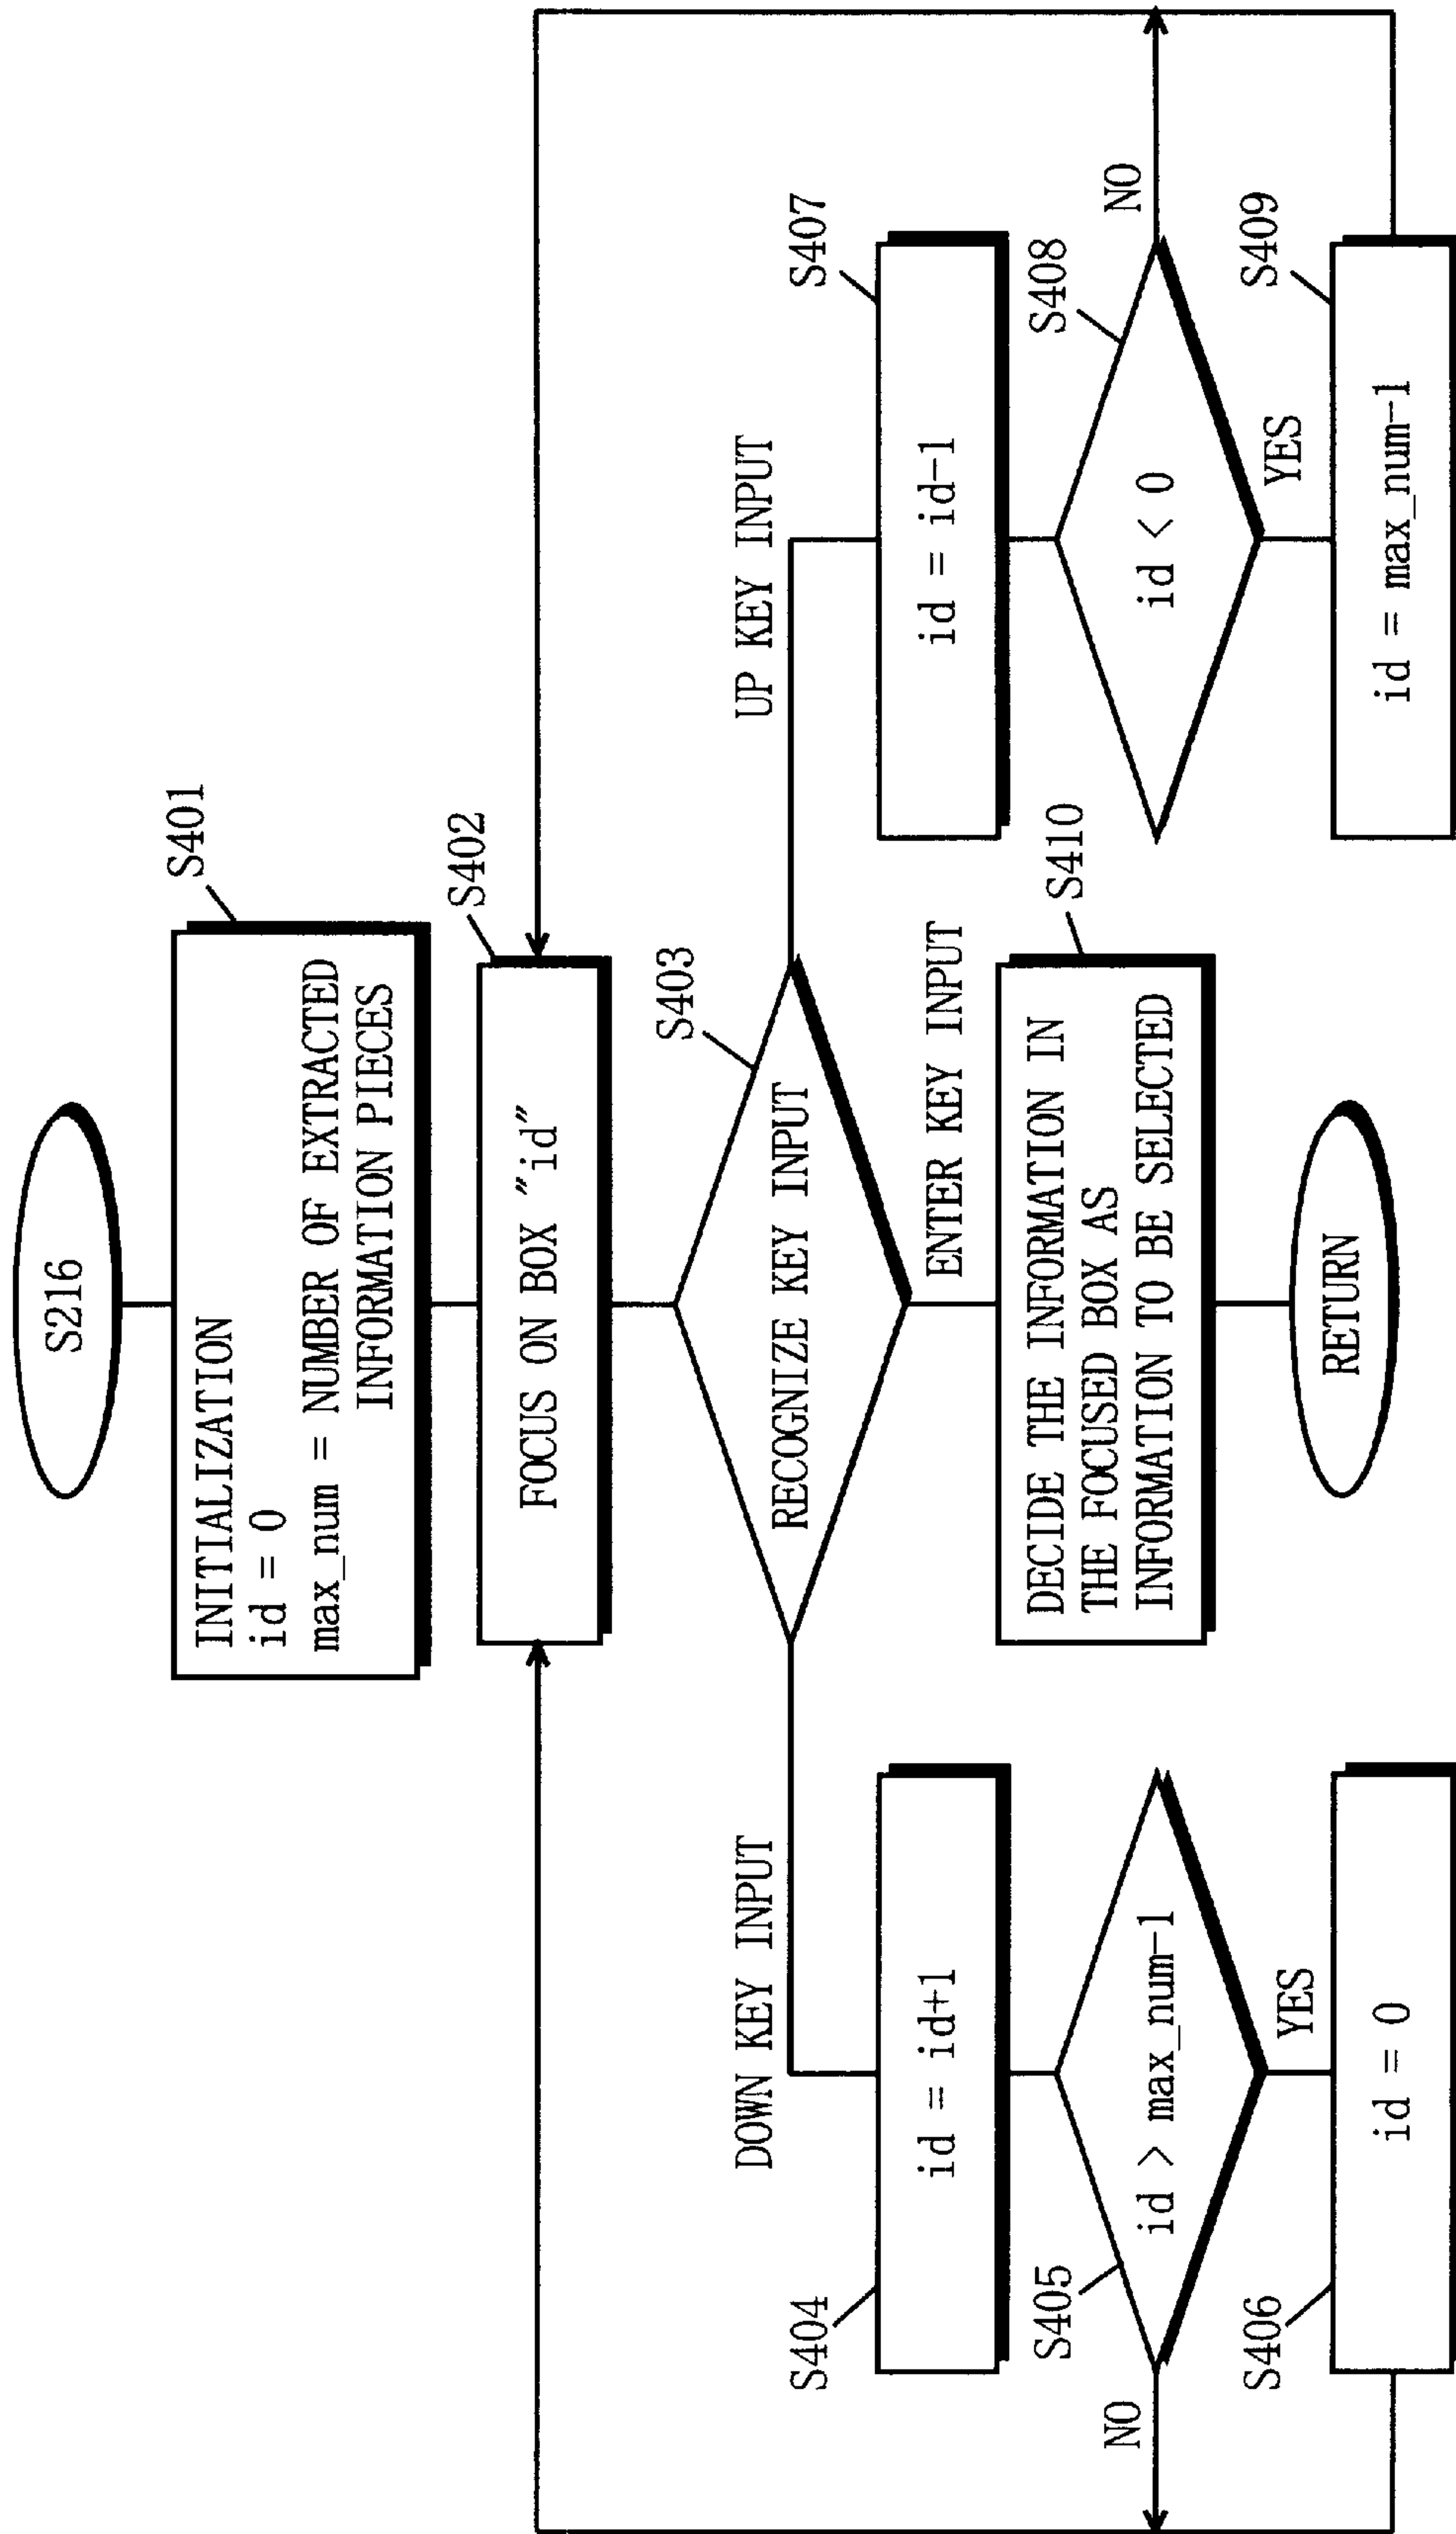 S216
S401
INITIALIZATION
id = 0
max_num = NUMBER OF EXTRACTED
INFORMATION PIECES
S402
FOCUS ON BOX "id"
S403
RECOGNIZE KEY INPUT
DOWN KEY INPUT
UP KEY INPUT
ENTER KEY INPUT
S404
id = id+1
S405
id > max_num-1
NO
YES
S406
id = 0
S410
DECIDE THE INFORMATION IN
THE FOCUSED BOX AS
INFORMATION TO BE SELECTED
RETURN
S407
id = id-1
S408
id < 0
NO
YES
S409
id = max_num-1